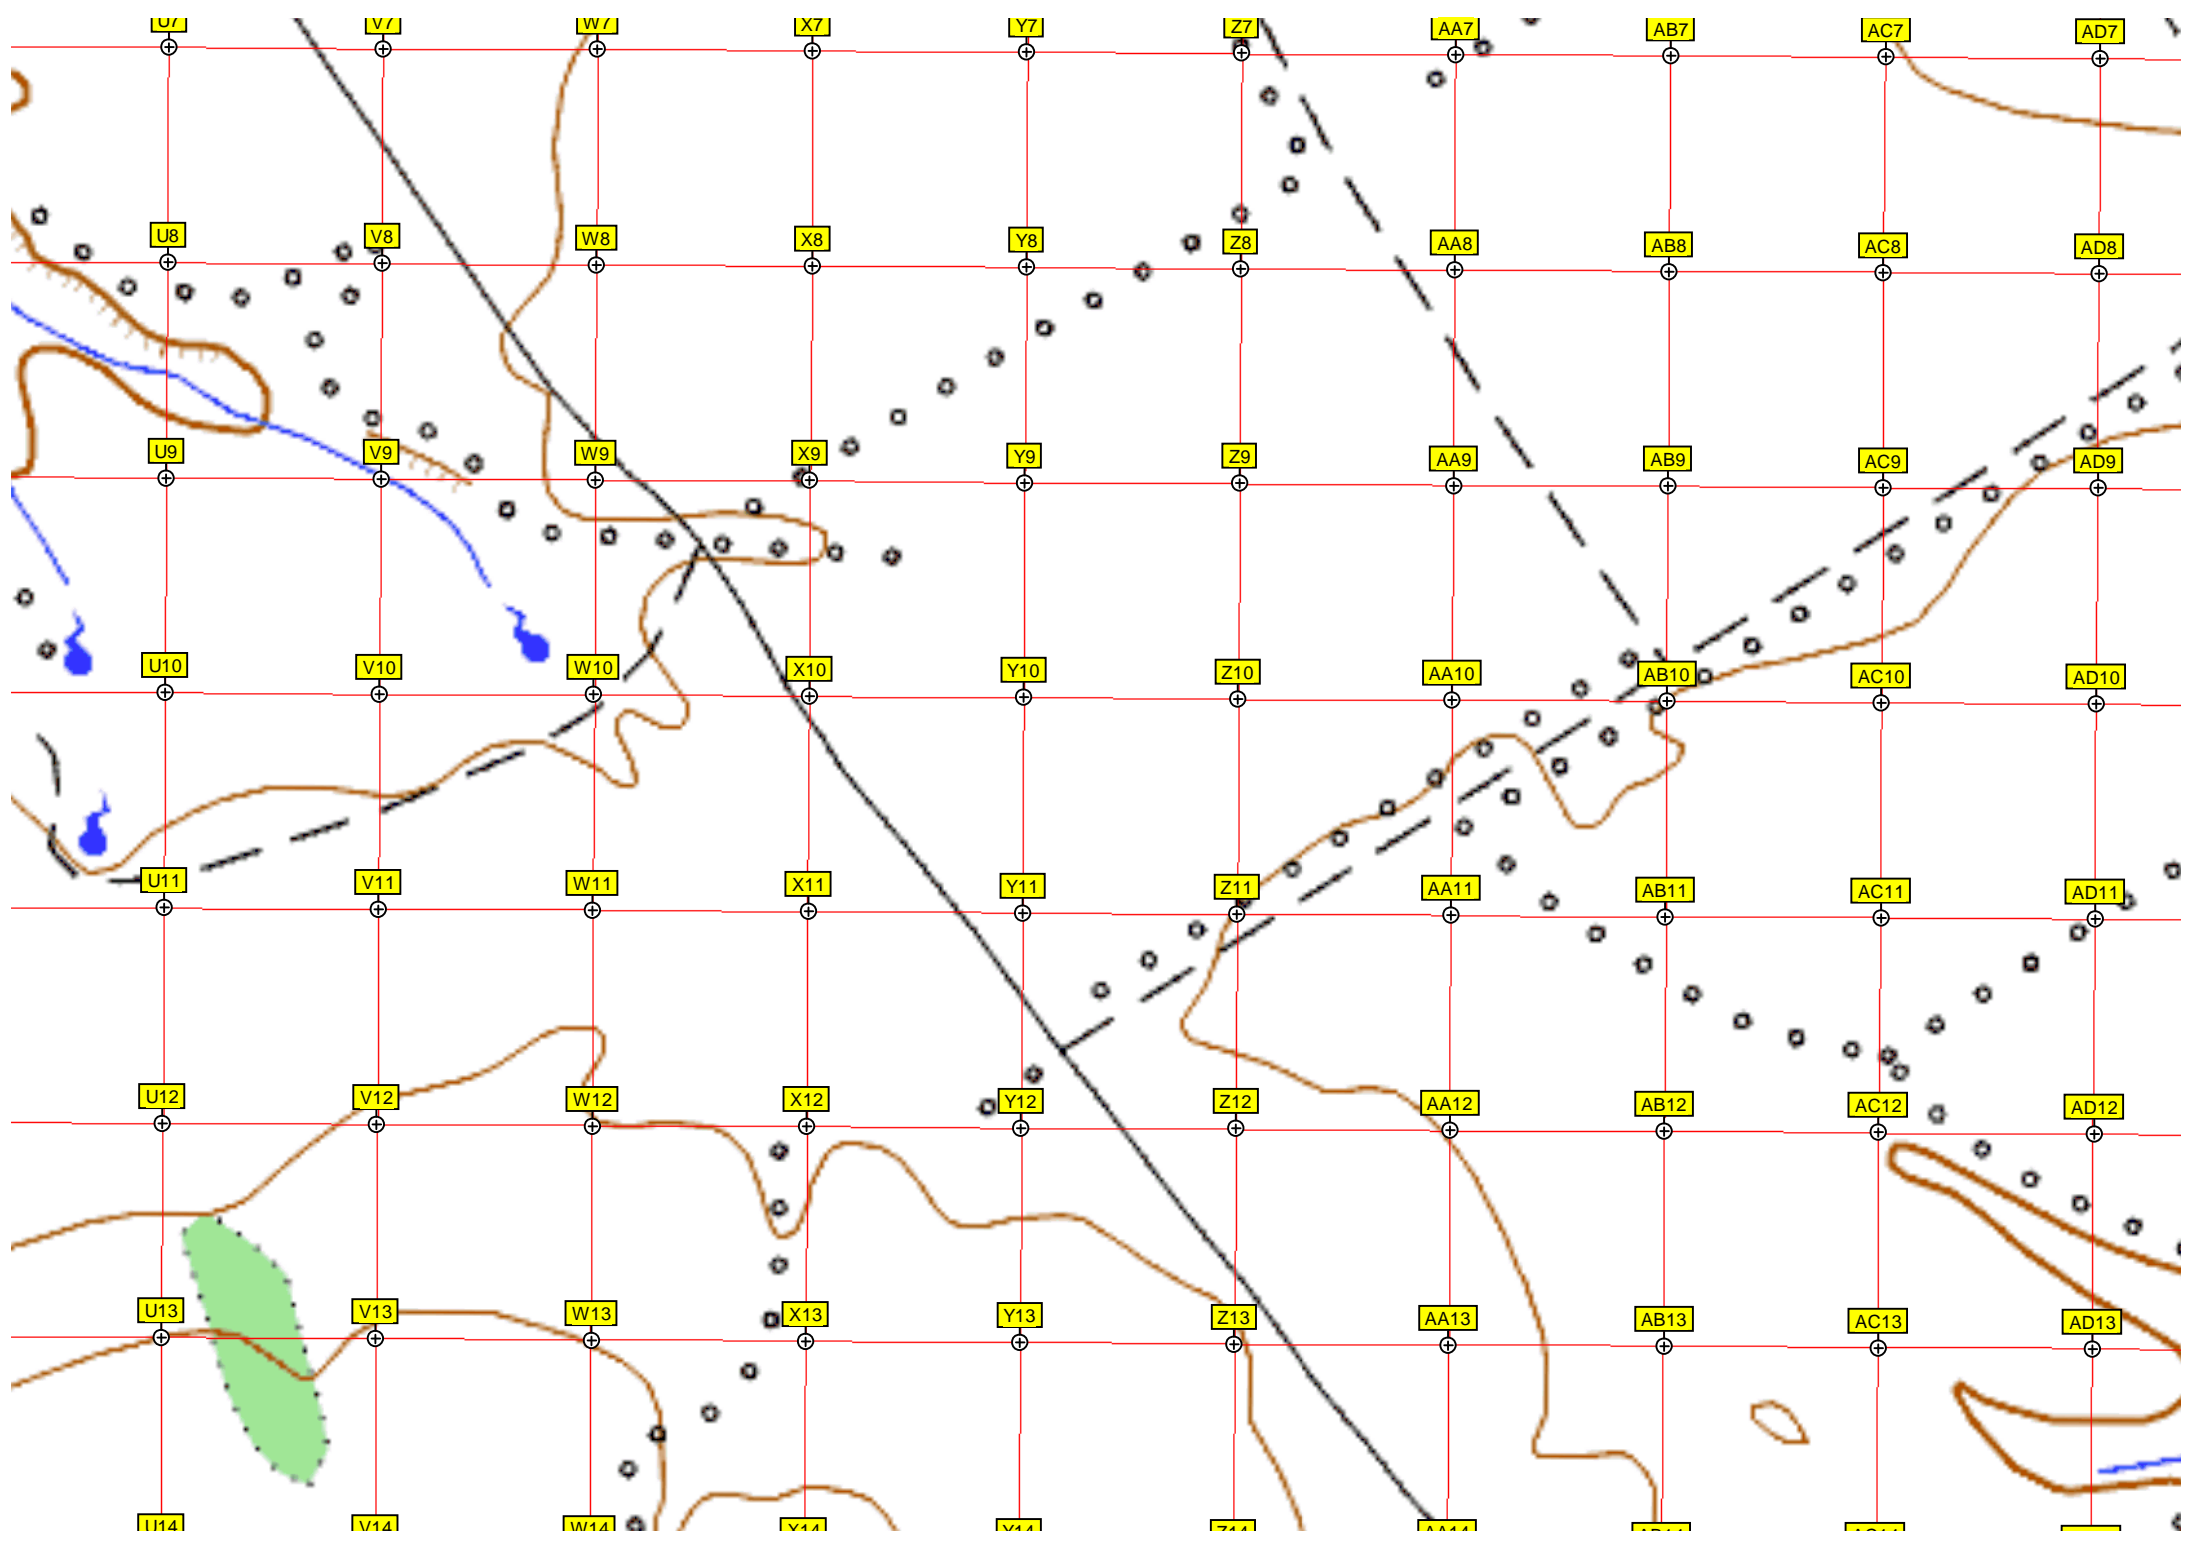 U7 V7 W7 X7 Y7 Z7 AA7 AB7 AC7 AD7
U8 V8 W8 X8 Y8 Z8 AA8 AB8 AC8 AD8
U9 V9 W9 X9 Y9 Z9 AA9 AB9 AC9 AD9
U10 V10 W10 X10 Y10 Z10 AA10 AB10 AC10 AD10
U11 V11 W11 X11 Y11 Z11 AA11 AB11 AC11 AD11
U12 V12 W12 X12 Y12 Z12 AA12 AB12 AC12 AD12
U13 V13 W13 X13 Y13 Z13 AA13 AB13 AC13 AD13
U14 V14 W14 X14 Y14 Z14 AA14